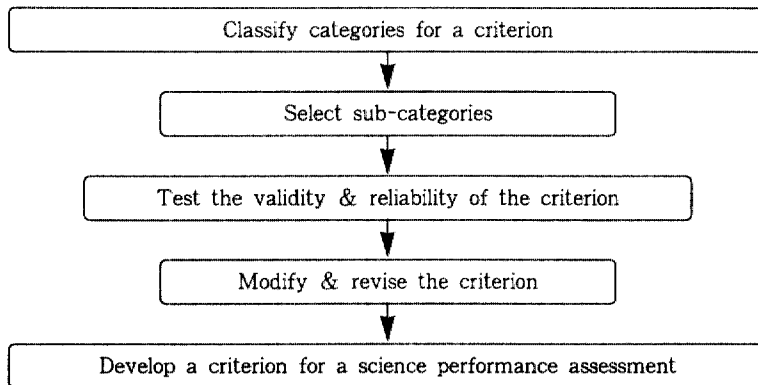 Classify categories for a criterion
Select sub-categories
Test the validity & reliability of the criterion
Modify & revise the criterion
Develop a criterion for a science performance assessment